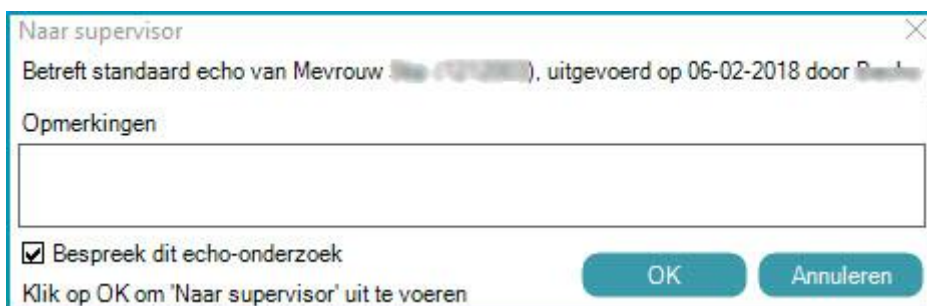 Naar supervisor
Betreft standaard echo van Mevrouw ), uitgevoerd op 06-02-2018 door
Opmerkingen
Bespreek dit echo-onderzoek
OK Annuleren
Klik op OK om 'Naar supervisor' uit te voeren